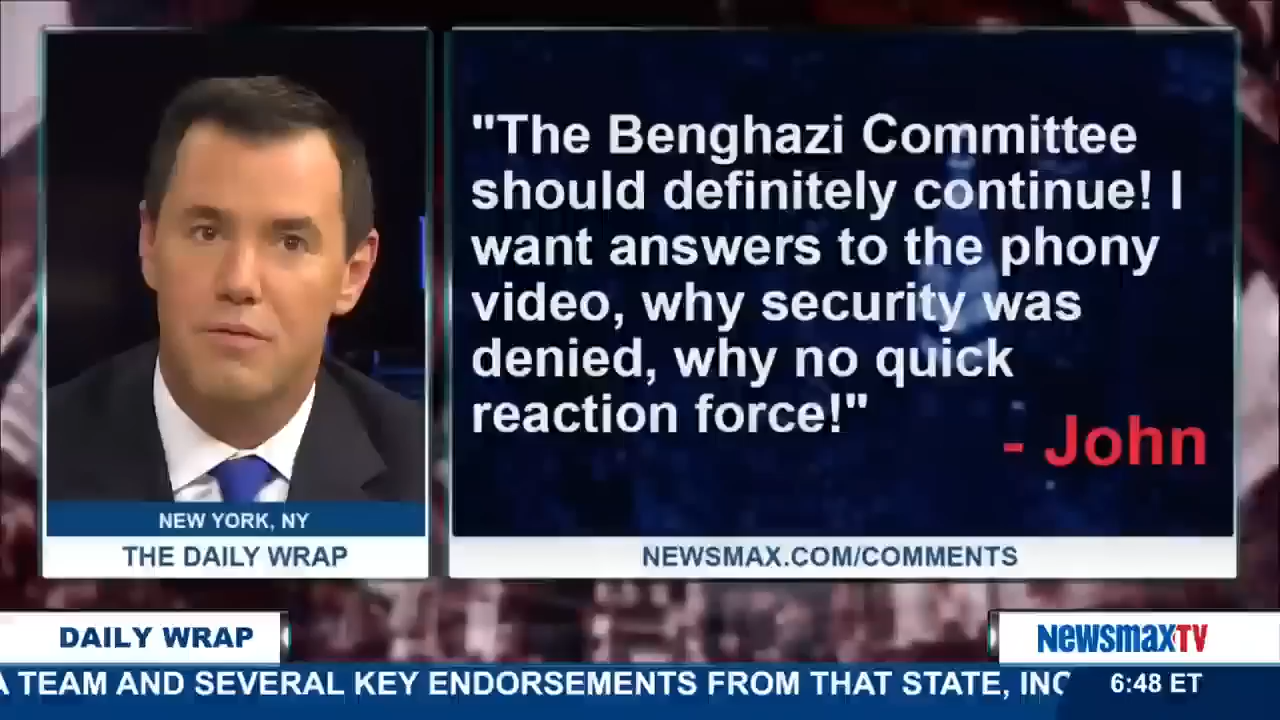 "The Benghazi Committee
should definitely continue! I
want answers to the phony
video, why security was
denied, why no quick
reaction force!"
- John
NEW YORK, NY
THE DAILY WRAP
NEWSMAX.COM/COMMENTS
DAILY WRAP
NEWSMAXTV
A TEAM AND SEVERAL KEY ENDORSEMENTS FROM THAT STATE, INC
6:48 ET